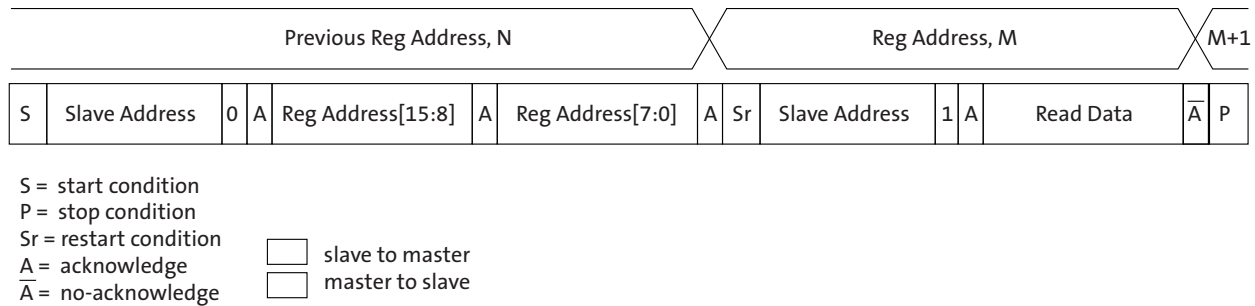 Previous Reg Address, N Reg Address, M M+1
S Slave Address 0 A Reg Address[15:8] A Reg Address[7:0] A Sr Slave Address 1 A Read Data A̅ P
S = start condition
P = stop condition
Sr = restart condition
A = acknowledge
A̅ = no-acknowledge
slave to master
master to slave